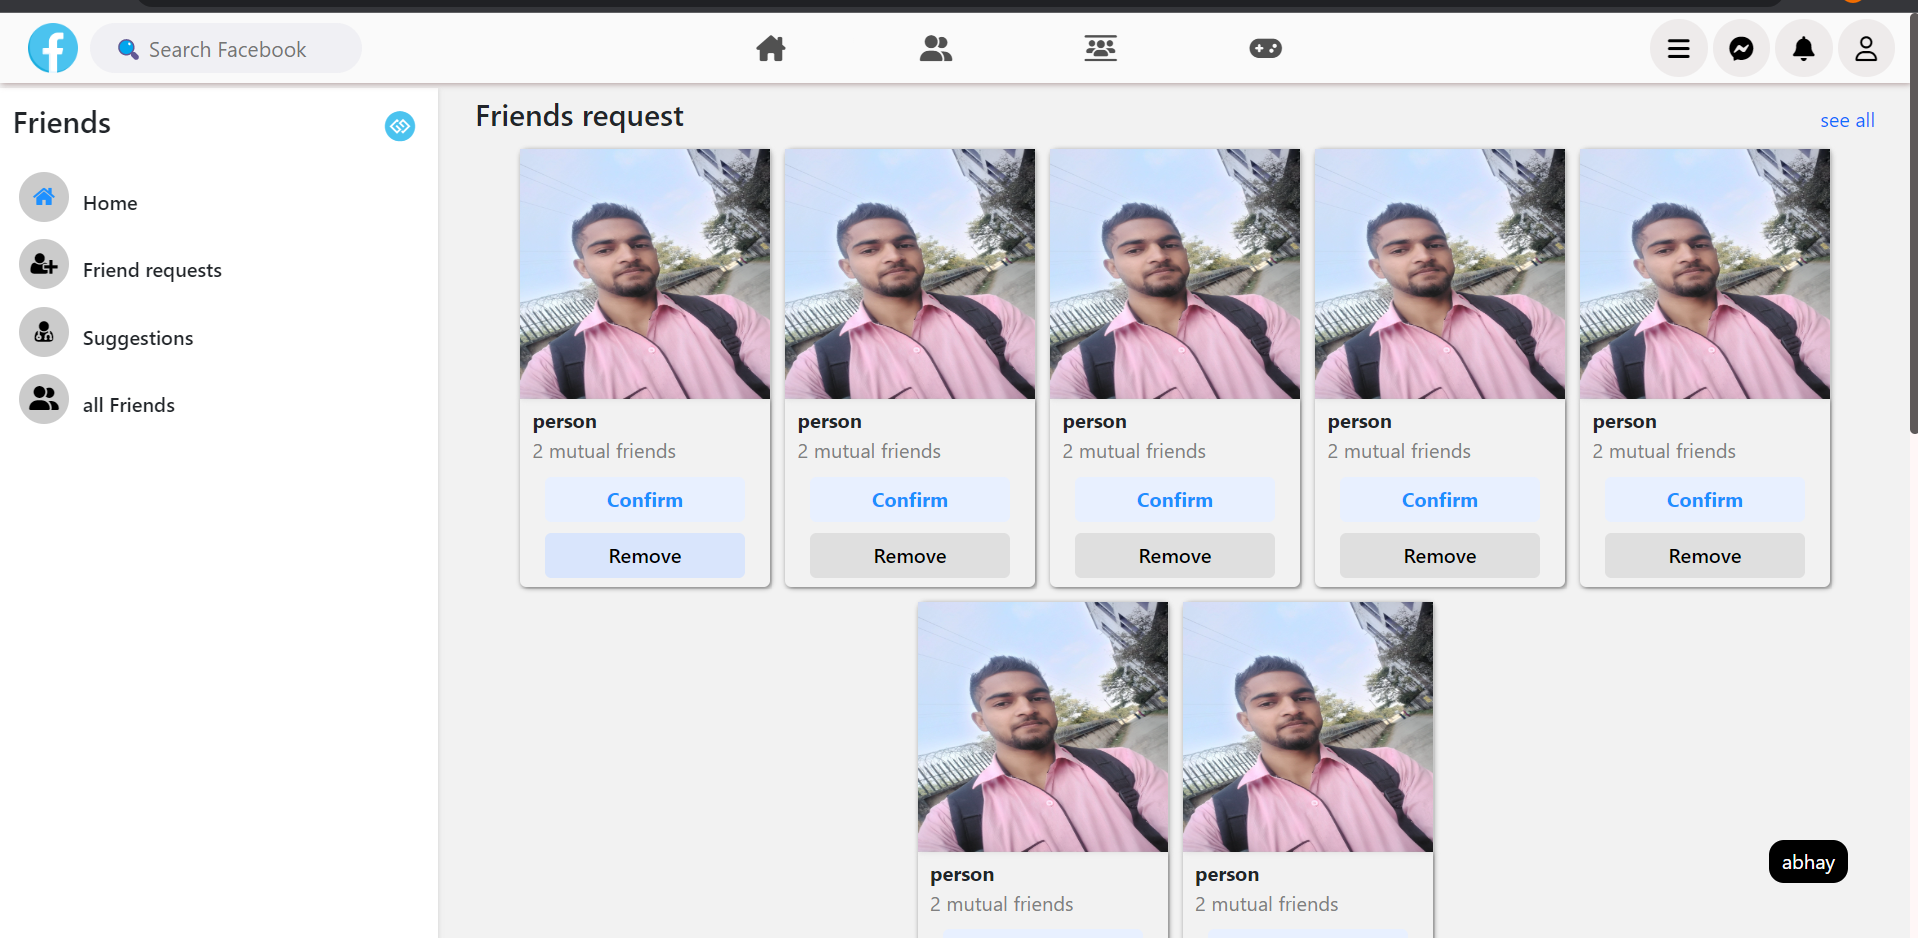 Search Facebook
Friends
Home
Friend requests
Suggestions
all Friends
Friends request
see all
person
2 mutual friends
Confirm
Remove
person
2 mutual friends
Confirm
Remove
person
2 mutual friends
Confirm
Remove
person
2 mutual friends
Confirm
Remove
person
2 mutual friends
Confirm
Remove
person
2 mutual friends
person
2 mutual friends
abhay